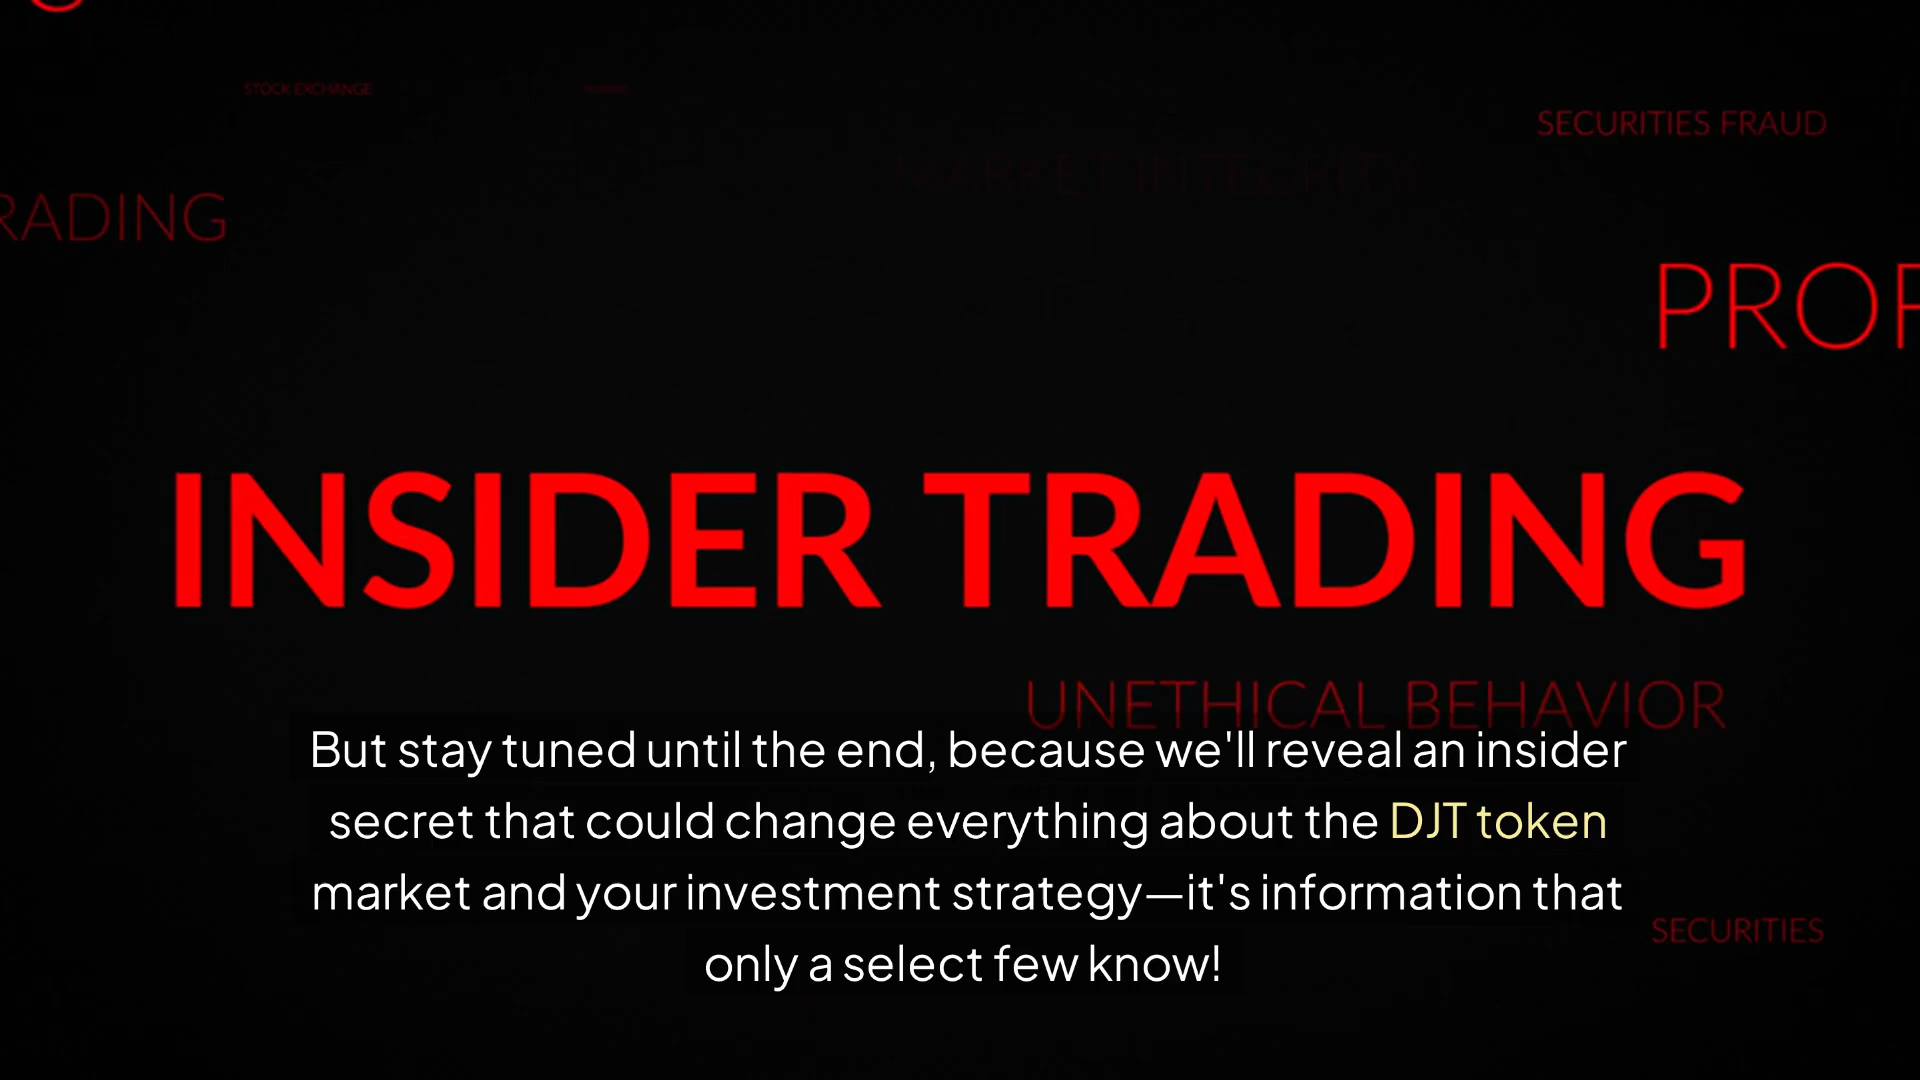 STOCK EXCHANGE
SECURITIES FRAUD
MARKET INTEGRITY
RADING
PROF
INSIDER TRADING
UNETHICAL BEHAVIOR
But stay tuned until the end, because we'll reveal an insider
secret that could change everything about the DJT token
market and your investment strategy—it's information that
only a select few know!
SECURITIES